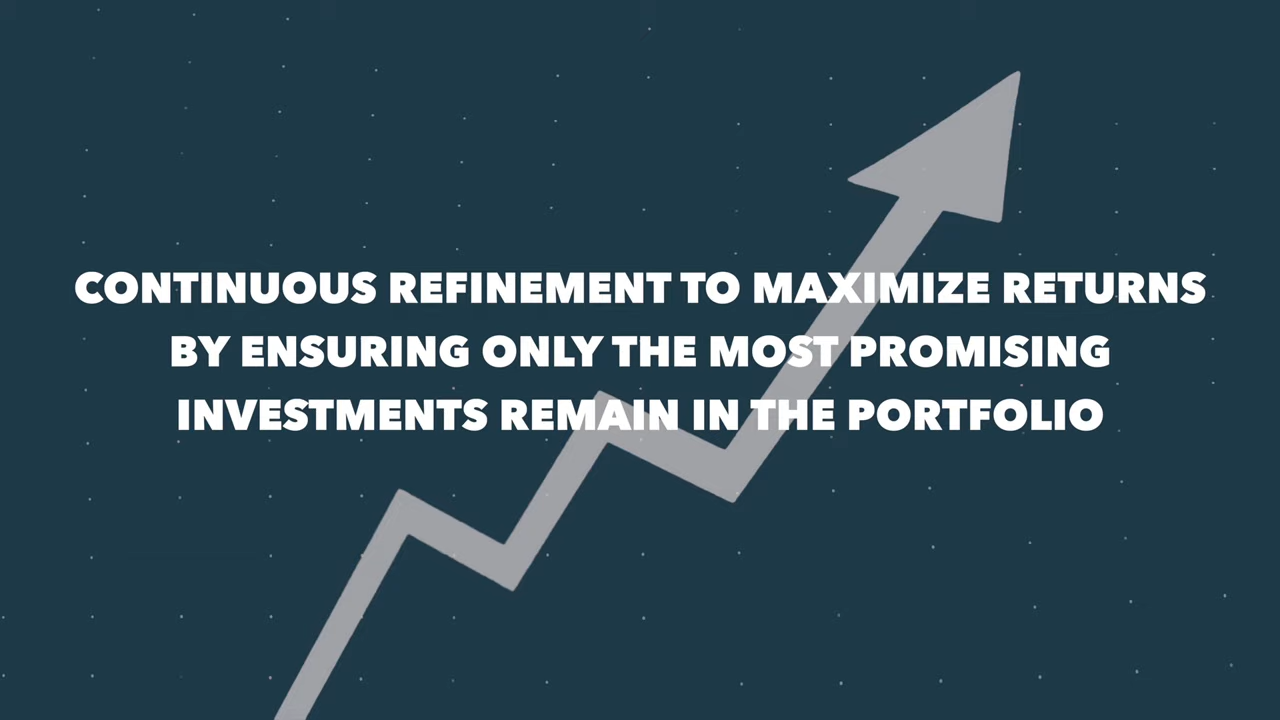 CONTINUOUS REFINEMENT TO MAXIMIZE RETURNS
BY ENSURING ONLY THE MOST PROMISING
INVESTMENTS REMAIN IN THE PORTFOLIO